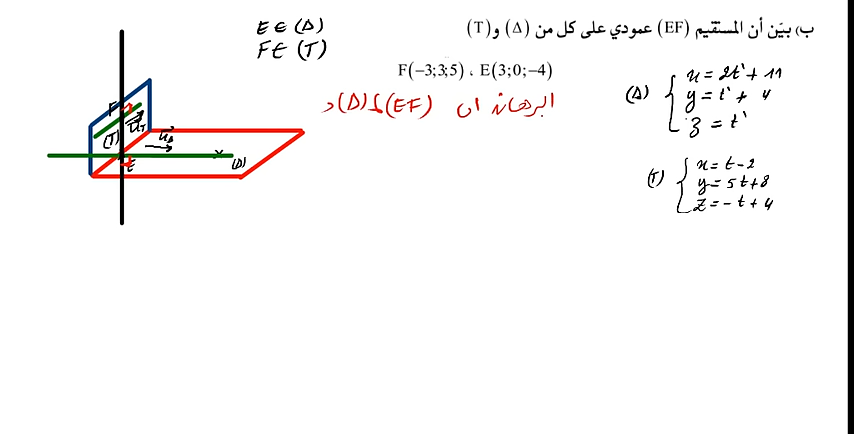 E ∈ (Δ)
F ∈ (T)
ب) بيّن أن المستقيم (EF) عمودي على كل من (Δ) و (T)
F(−3;3;5) ، E(3;0;−4)
البرهان ان (EF)⊥(Δ) و
(Δ) { x = 2t' + 11
y = t' + 4
z = t'
(T) { x = t - 2
y = 5t + 8
z = - t + 4
F
(T)
E
(Δ)